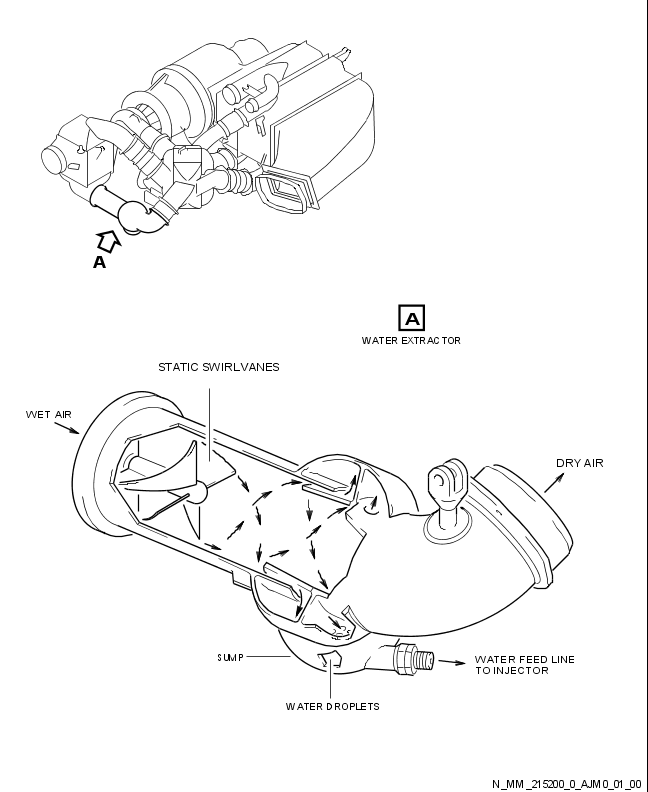 A
A
WATER EXTRACTOR
STATIC SWIRLVANES
WET AIR
DRY AIR
SUMP
WATER FEED LINE
TO INJECTOR
WATER DROPLETS
N_MM_215200_0_AJM0_01_00